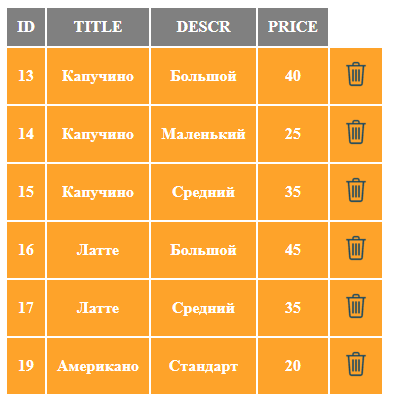 ID TITLE DESCR PRICE
13 Капучино Большой 40
14 Капучино Маленький 25
15 Капучино Средний 35
16 Латте Большой 45
17 Латте Средний 35
19 Американо Стандарт 20